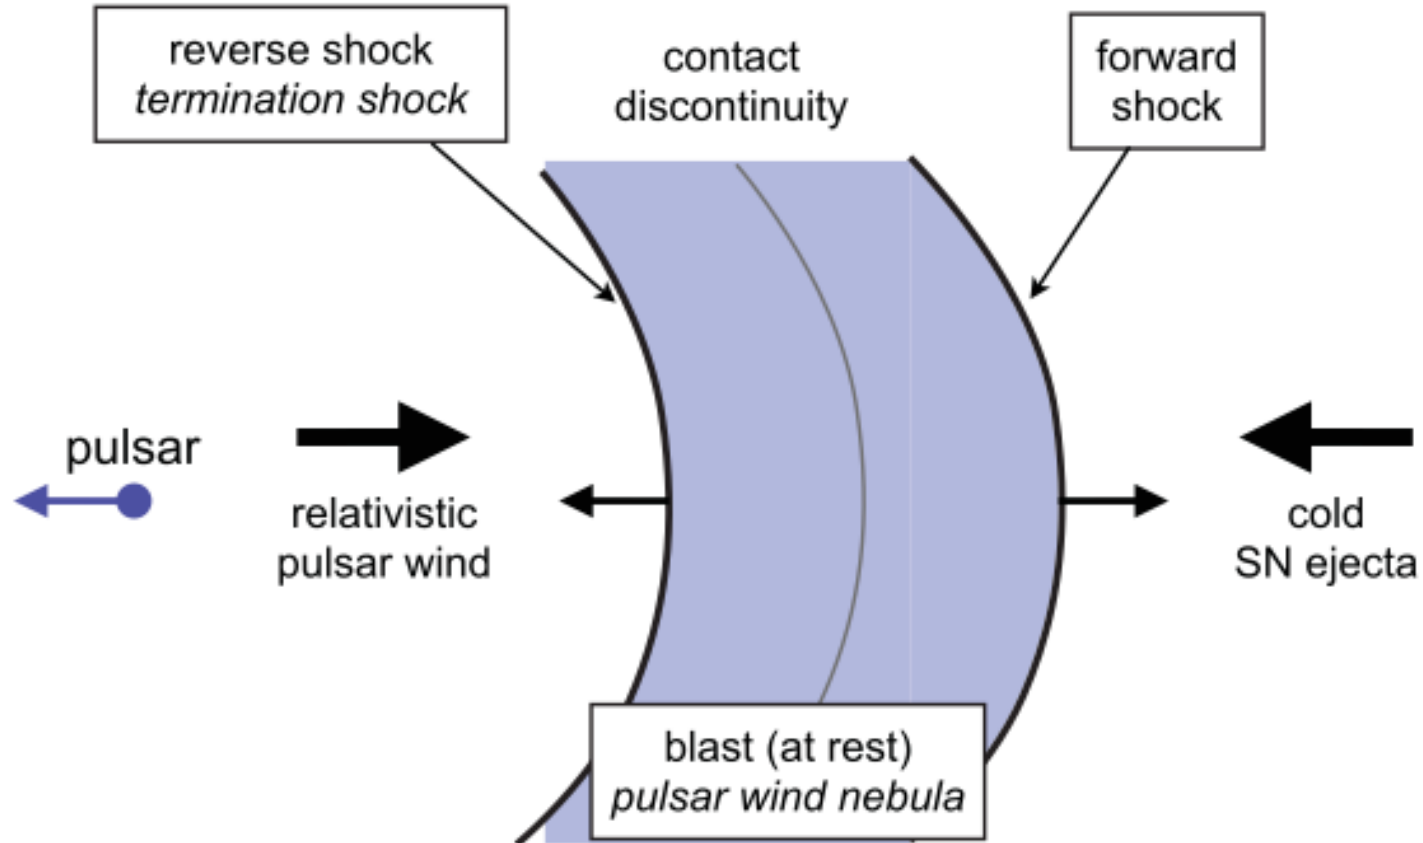 reverse shock
termination shock
contact
discontinuity
forward
shock
pulsar
relativistic
pulsar wind
cold
SN ejecta
blast (at rest)
pulsar wind nebula